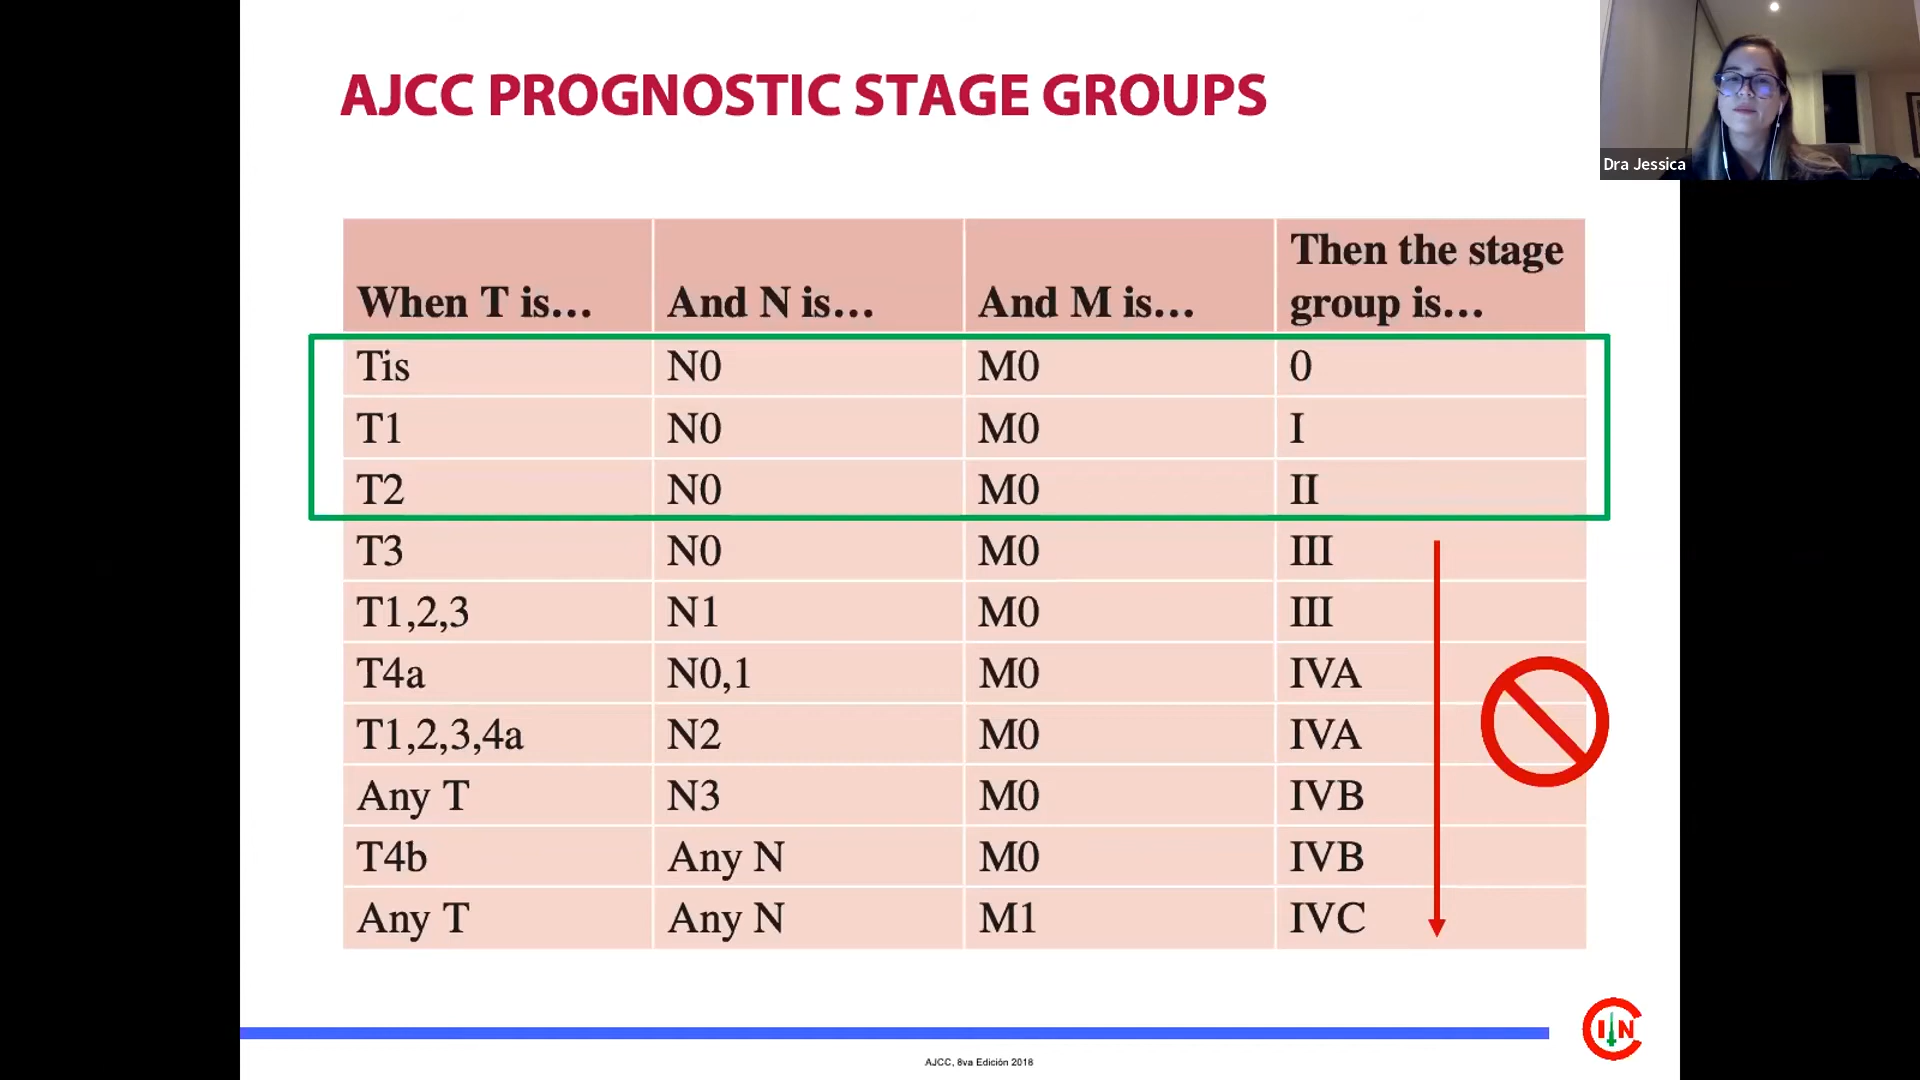 AJCC PROGNOSTIC STAGE GROUPS
Dra Jessica
When T is… And N is… And M is… Then the stage group is…
Tis N0 M0 0
T1 N0 M0 I
T2 N0 M0 II
T3 N0 M0 III
T1,2,3 N1 M0 III
T4a N0,1 M0 IVA
T1,2,3,4a N2 M0 IVA
Any T N3 M0 IVB
T4b Any N M0 IVB
Any T Any N M1 IVC
AJCC, 8va Edición 2018
CIN